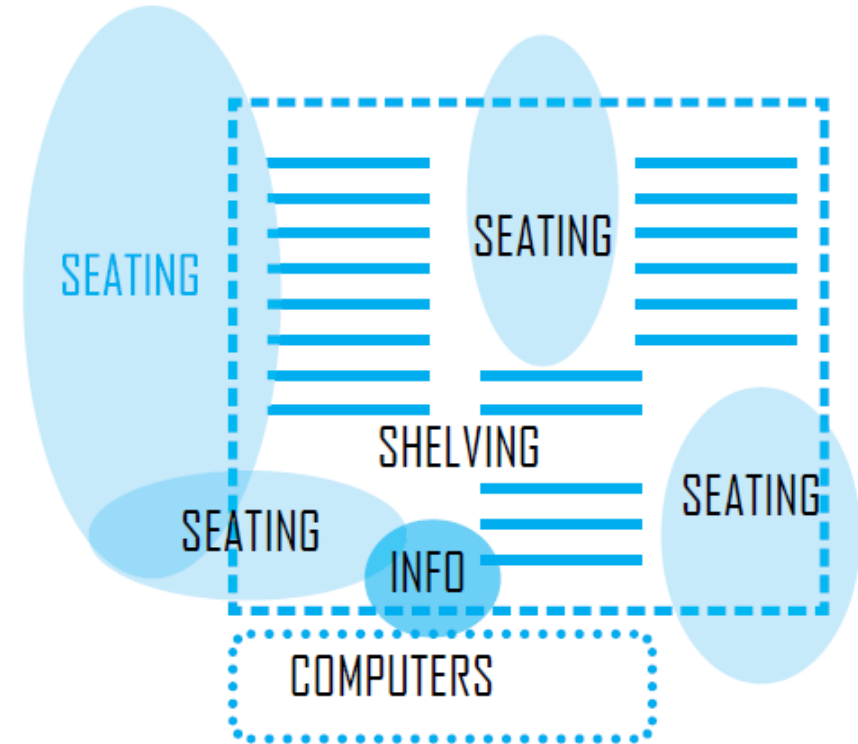 SEATING
SEATING
SHELVING
SEATING
SEATING
INFO
COMPUTERS